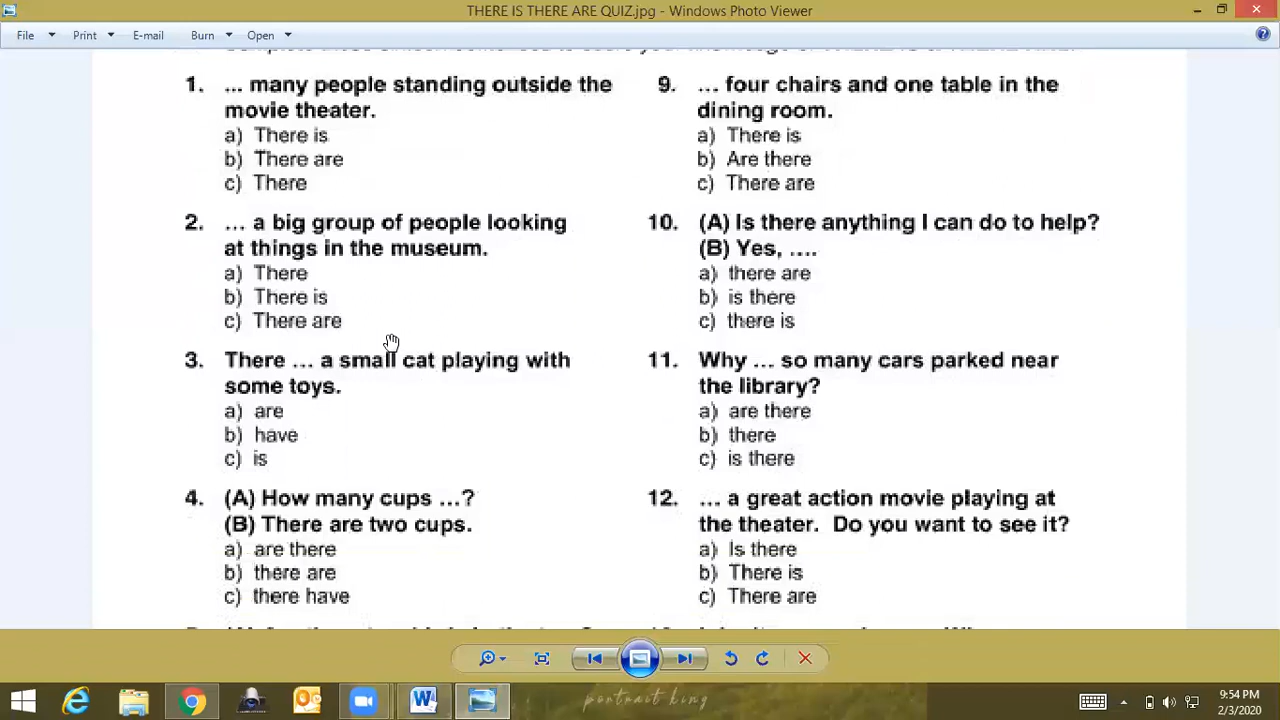 THERE IS THERE ARE QUIZ.jpg - Windows Photo Viewer
File Print E-mail Burn Open
1. ... many people standing outside the
movie theater.
a) There is
b) There are
c) There
2. ... a big group of people looking
at things in the museum.
a) There
b) There is
c) There are
3. There ... a small cat playing with
some toys.
a) are
b) have
c) is
4. (A) How many cups ...?
(B) There are two cups.
a) are there
b) there are
c) there have
9. ... four chairs and one table in the
dining room.
a) There is
b) Are there
c) There are
10. (A) Is there anything I can do to help?
(B) Yes, ....
a) there are
b) is there
c) there is
11. Why ... so many cars parked near
the library?
a) are there
b) there
c) is there
12. ... a great action movie playing at
the theater. Do you want to see it?
a) Is there
b) There is
c) There are
portrait king
9:54 PM
2/3/2020